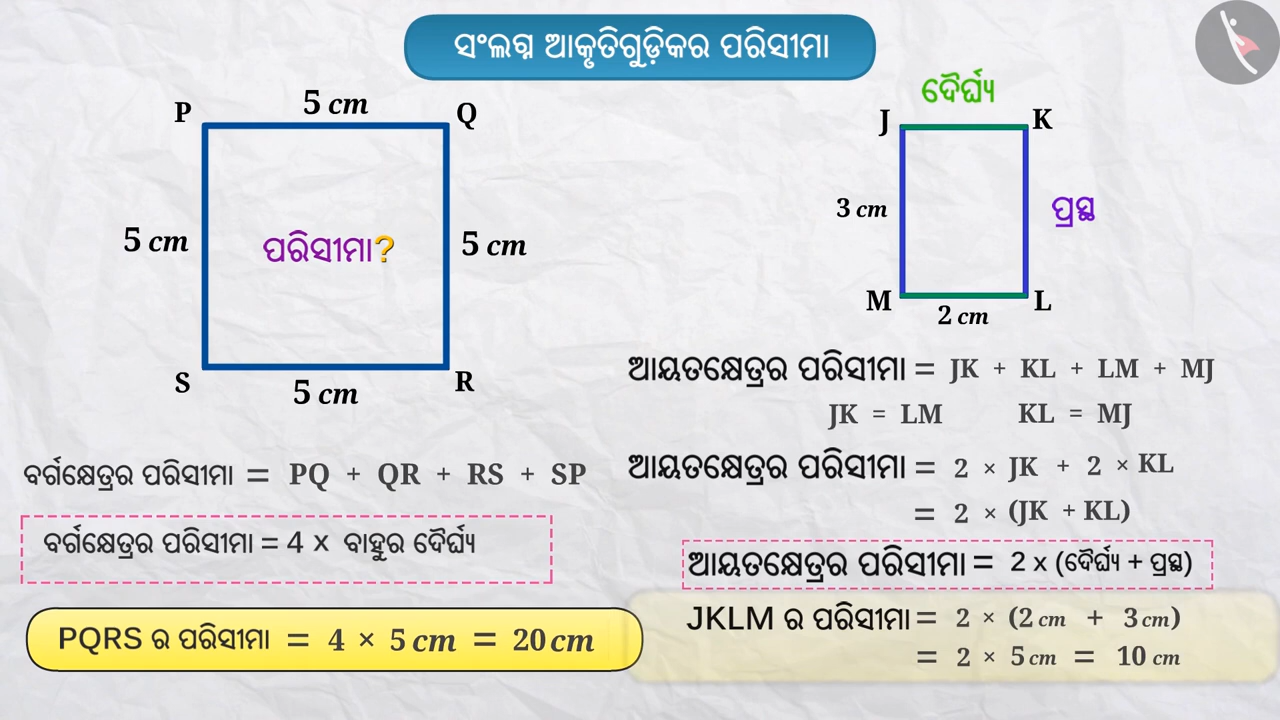 ସଂଲଗ୍ନ ଆକୃତିଗୁଡ଼ିକର ପରିସୀମା
P 5 cm Q
5 cm ପରିସୀମା? 5 cm
S 5 cm R
ବର୍ଗକ୍ଷେତ୍ରର ପରିସୀମା = PQ + QR + RS + SP
ବର୍ଗକ୍ଷେତ୍ରର ପରିସୀମା = 4 x ବାହୁର ଦୈର୍ଘ୍ୟ
PQRS ର ପରିସୀମା = 4 × 5 cm = 20 cm
ଦୈର୍ଘ୍ୟ
J K
3 cm ପ୍ରସ୍ଥ
M L
2 cm
ଆୟତକ୍ଷେତ୍ରର ପରିସୀମା = JK + KL + LM + MJ
JK = LM KL = MJ
ଆୟତକ୍ଷେତ୍ରର ପରିସୀମା = 2 × JK + 2 × KL
= 2 × (JK + KL)
ଆୟତକ୍ଷେତ୍ରର ପରିସୀମା = 2 x (ଦୈର୍ଘ୍ୟ + ପ୍ରସ୍ଥ)
JKLM ର ପରିସୀମା = 2 × (2 cm + 3 cm)
= 2 × 5 cm = 10 cm